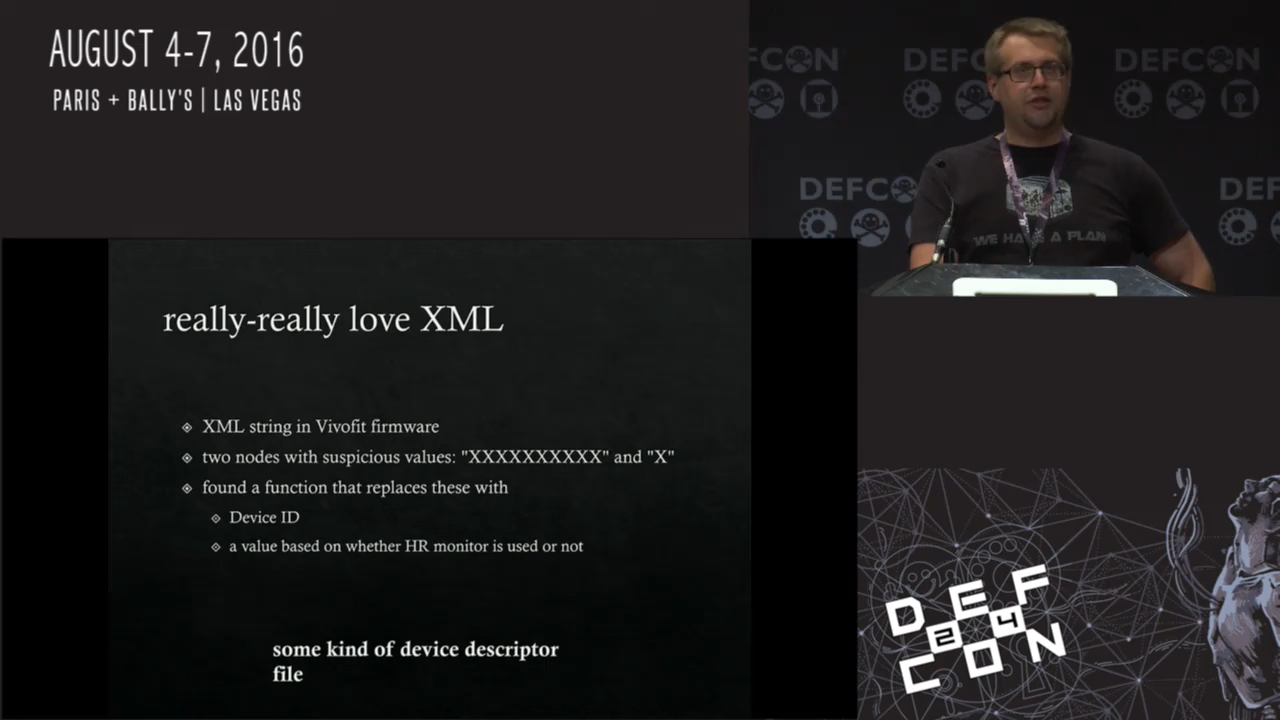 AUGUST 4-7, 2016
PARIS + BALLY'S | LAS VEGAS
DEFCON
DEFCON
DEFCON
DEFCON
DEF
WE HAVE A PLAN
really-really love XML
XML string in Vivofit firmware
two nodes with suspicious values: "XXXXXXXXXX" and "X"
found a function that replaces these with
Device ID
a value based on whether HR monitor is used or not
some kind of device descriptor
file
DEF
24
CON